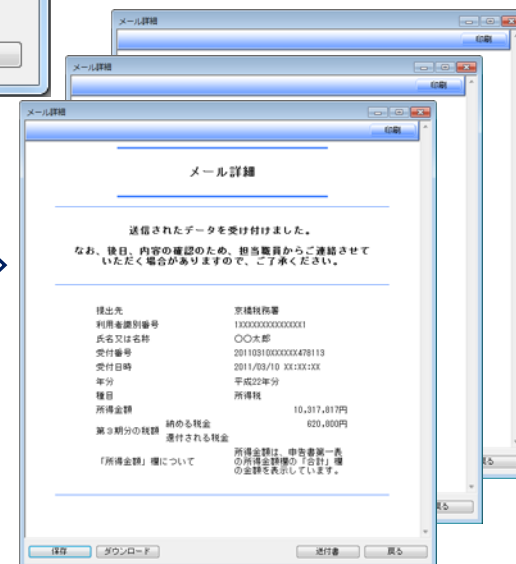 メール詳細
印刷
メール詳細
印刷
メール詳細
印刷
メール詳細
送信されたデータを受け付けました。
なお、後日、内容の確認のため、担当職員からご連絡させて
いただく場合がありますので、ご了承ください。
提出先 京橋税務署
利用者識別番号 1XXXXXXXXXXXXXX1
氏名又は名称 〇〇太郎
受付番号 20110310XXXXXX478113
受付日時 2011/03/10 XX:XX:XX
年分 平成22年分
種目 所得税
所得金額 10,317,817円
第3期分の税額 納める税金 620,800円
還付される税金
「所得金額」欄について 所得金額は、申告書第一表
の所得金額欄の「合計」欄
の金額を表示しています。
保存 ダウンロード 送付書 戻る